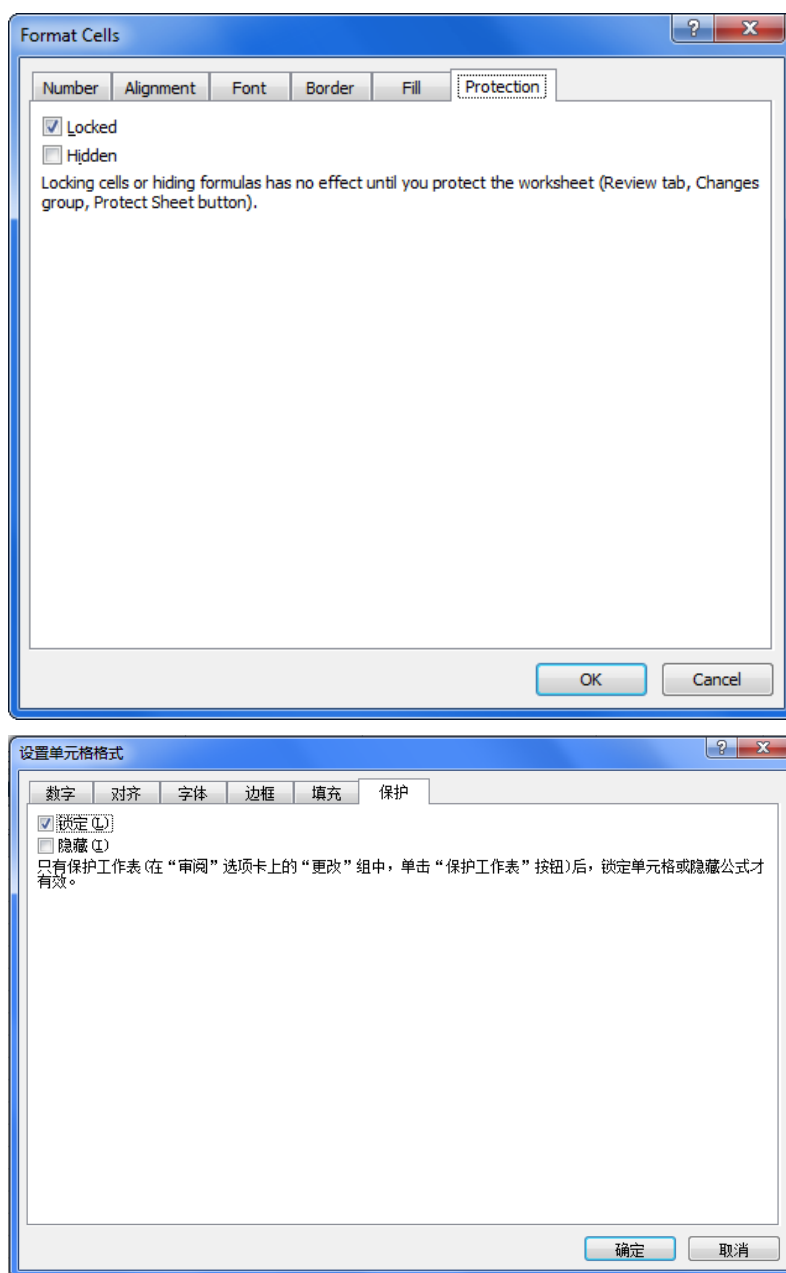 Format Cells
Number Alignment Font Border Fill Protection
Locked
Hidden
Locking cells or hiding formulas has no effect until you protect the worksheet (Review tab, Changes
group, Protect Sheet button).
OK Cancel
设置单元格格式
数字 对齐 字体 边框 填充 保护
锁定(L)
隐藏(I)
只有保护工作表(在“审阅”选项卡上的“更改”组中，单击“保护工作表”按钮)后，锁定单元格或隐藏公式才
有效。
确定 取消